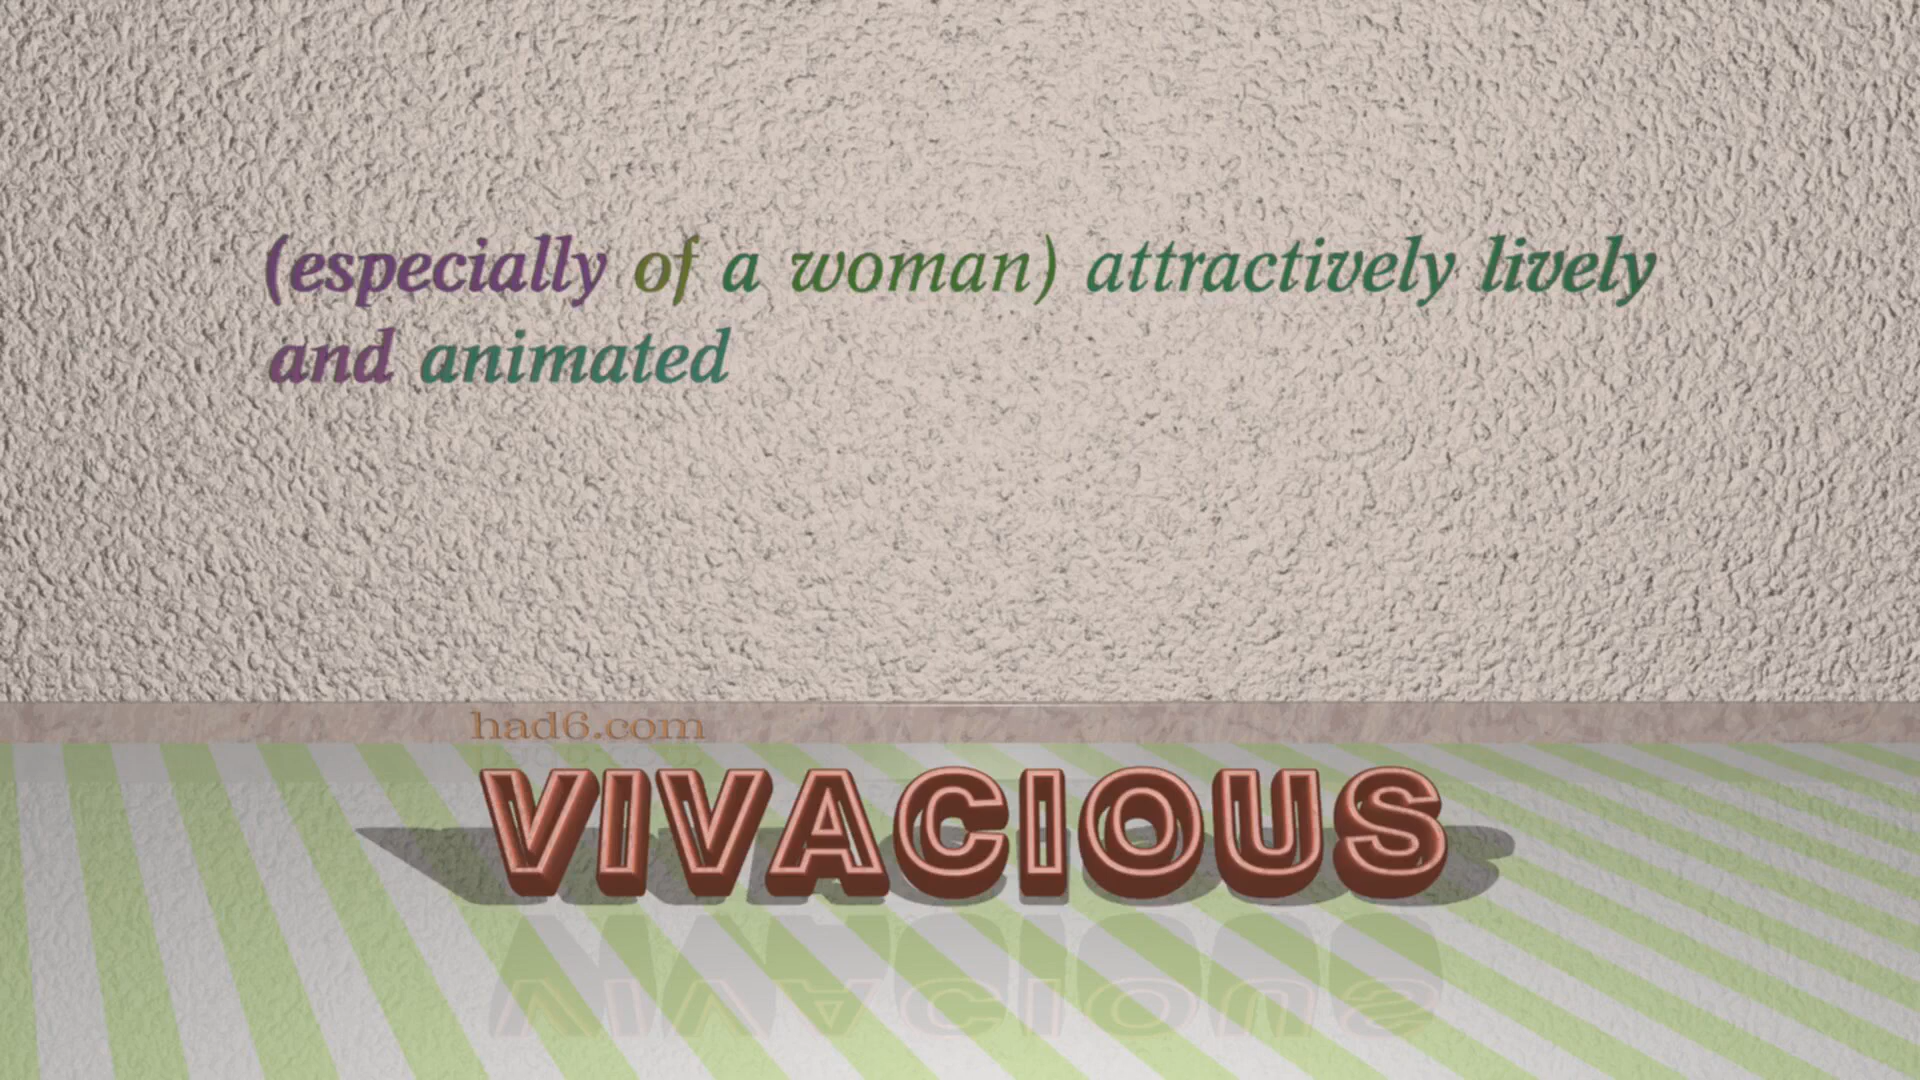 (especially of a woman) attractively lively
and animated
had6.com
VIVACIOUS